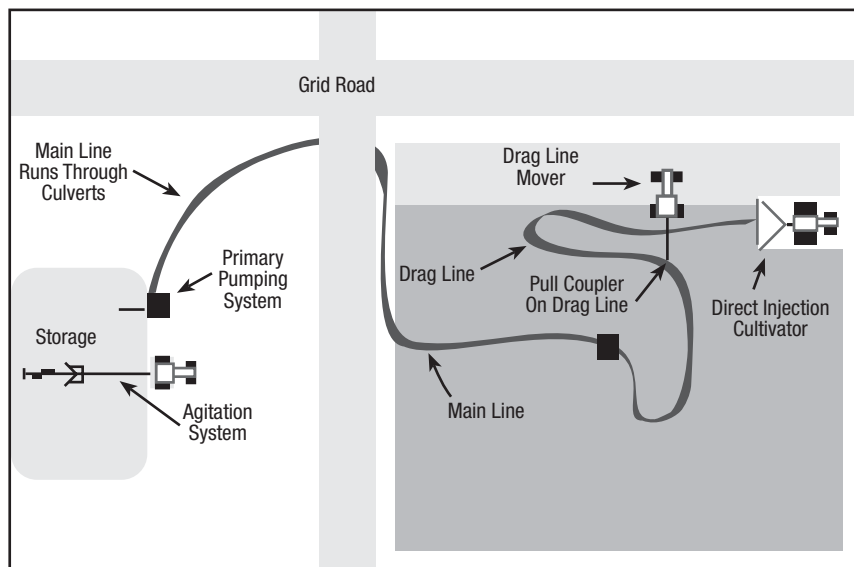 Grid Road
Main Line
Runs Through
Culverts
Drag Line
Mover
Primary
Pumping
System
Drag Line
Pull Coupler
On Drag Line
Direct Injection
Cultivator
Storage
Main Line
Agitation
System